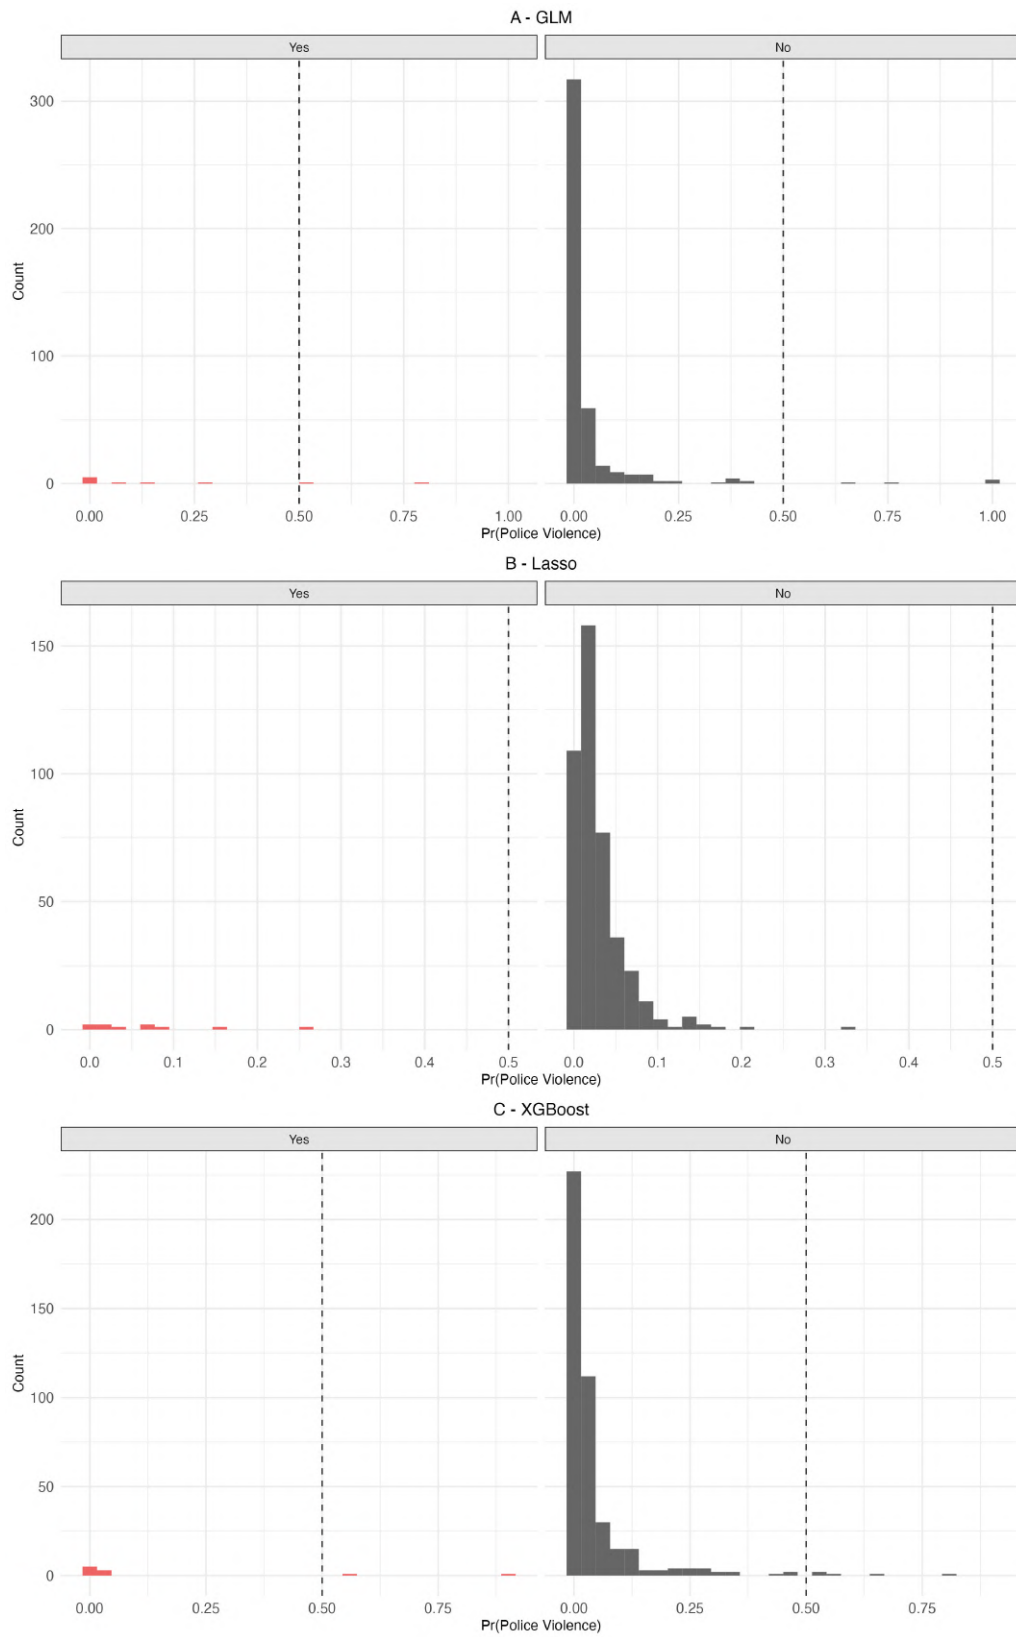 A - GLM
Yes No
300
200
100
0
Count
0.00 0.25 0.50 0.75 1.00 0.00 0.25 0.50 0.75 1.00
Pr(Police Violence)
B - Lasso
Yes No
150
100
50
0
Count
0.0 0.1 0.2 0.3 0.4 0.5 0.0 0.1 0.2 0.3 0.4 0.5
Pr(Police Violence)
C - XGBoost
Yes No
200
150
100
50
0
Count
0.00 0.25 0.50 0.75 0.00 0.25 0.50 0.75
Pr(Police Violence)